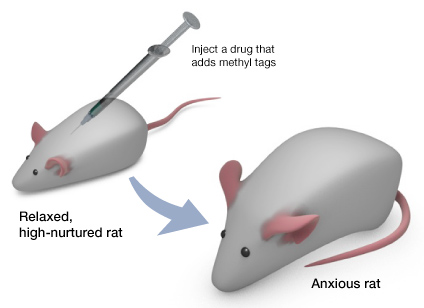 Inject a drug that
adds methyl tags
Relaxed,
high-nurtured rat
Anxious rat